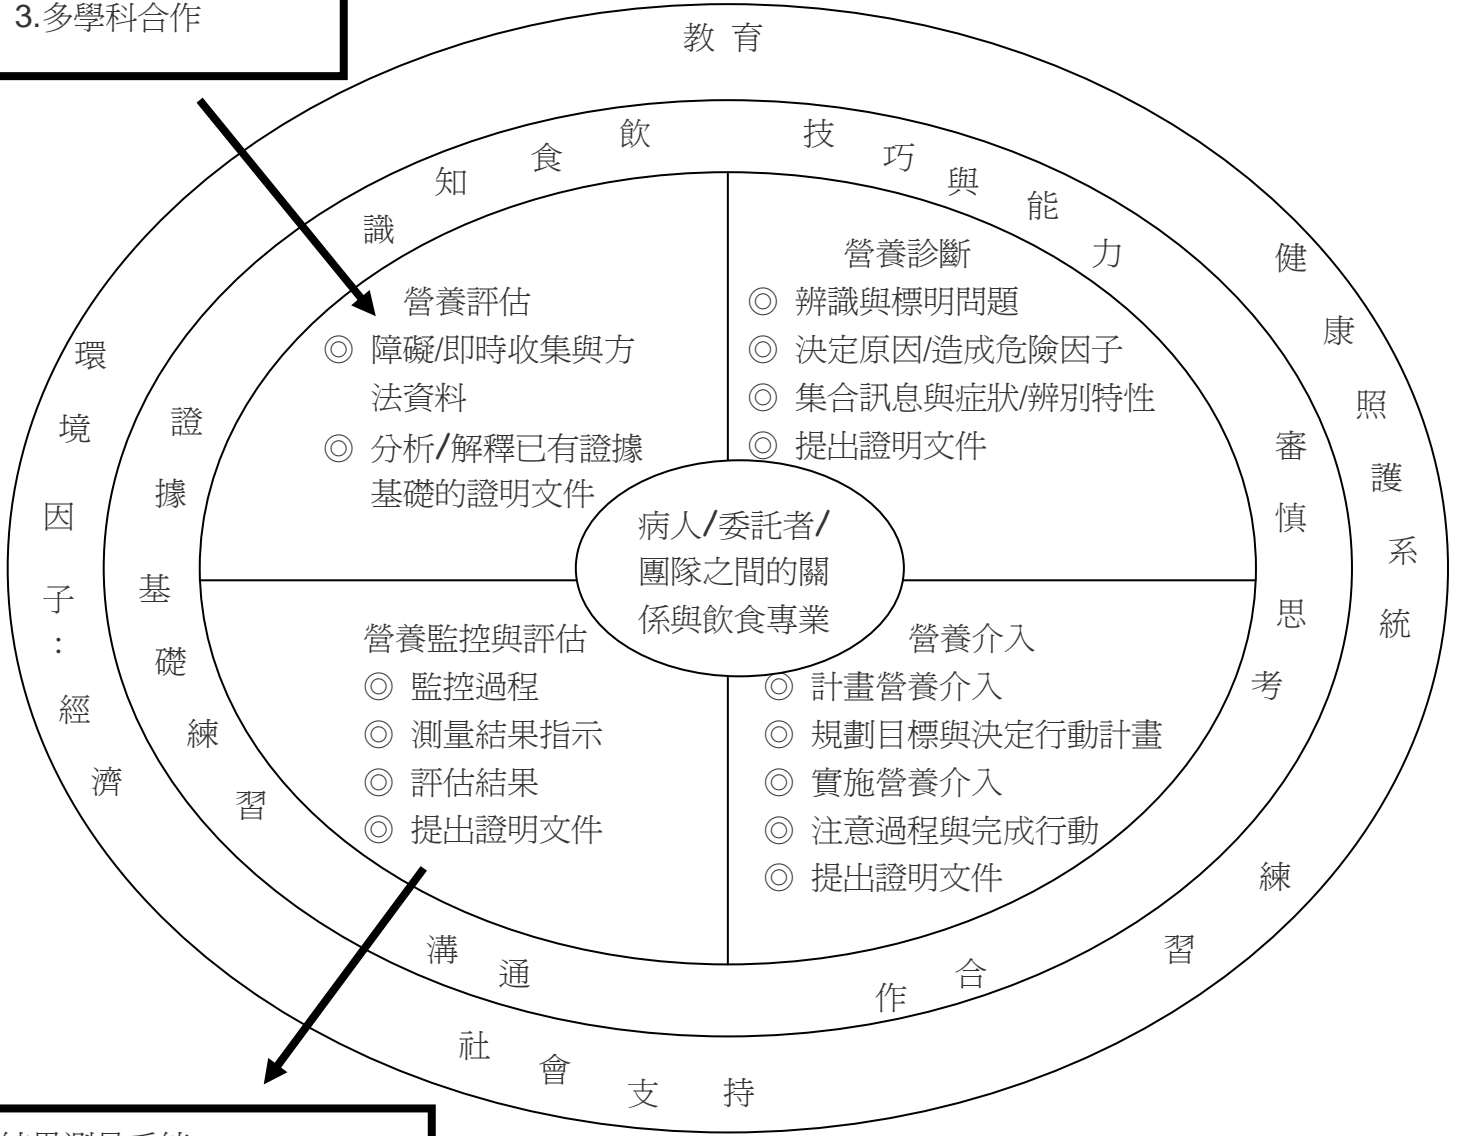 3.多學科合作
教 育
飲食知識
技巧與能力
健康照護系統
環境因子:經濟
證據基礎練習
審慎思考
營養評估
◎ 障礙/即時收集與方
法資料
◎ 分析/解釋已有證據
基礎的證明文件
營養診斷
◎ 辨識與標明問題
◎ 決定原因/造成危險因子
◎ 集合訊息與症狀/辨別特性
◎ 提出證明文件
病人/委託者/
團隊之間的關
係與飲食專業
營養監控與評估
◎ 監控過程
◎ 測量結果指示
◎ 評估結果
◎ 提出證明文件
營養介入
◎ 計畫營養介入
◎ 規劃目標與決定行動計畫
◎ 實施營養介入
◎ 注意過程與完成行動
◎ 提出證明文件
溝通
合作
練習
社會支持